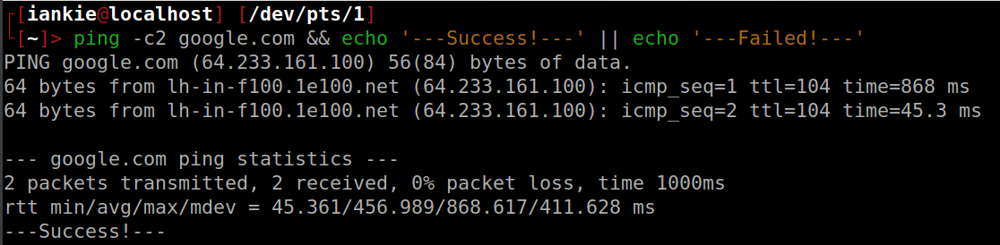 [iankie@localhost] [/dev/pts/1]
[~]> ping -c2 google.com && echo '---Success!---' || echo '---Failed!---'
PING google.com (64.233.161.100) 56(84) bytes of data.
64 bytes from lh-in-f100.1e100.net (64.233.161.100): icmp_seq=1 ttl=104 time=868 ms
64 bytes from lh-in-f100.1e100.net (64.233.161.100): icmp_seq=2 ttl=104 time=45.3 ms
--- google.com ping statistics ---
2 packets transmitted, 2 received, 0% packet loss, time 1000ms
rtt min/avg/max/mdev = 45.361/456.989/868.617/411.628 ms
---Success!---